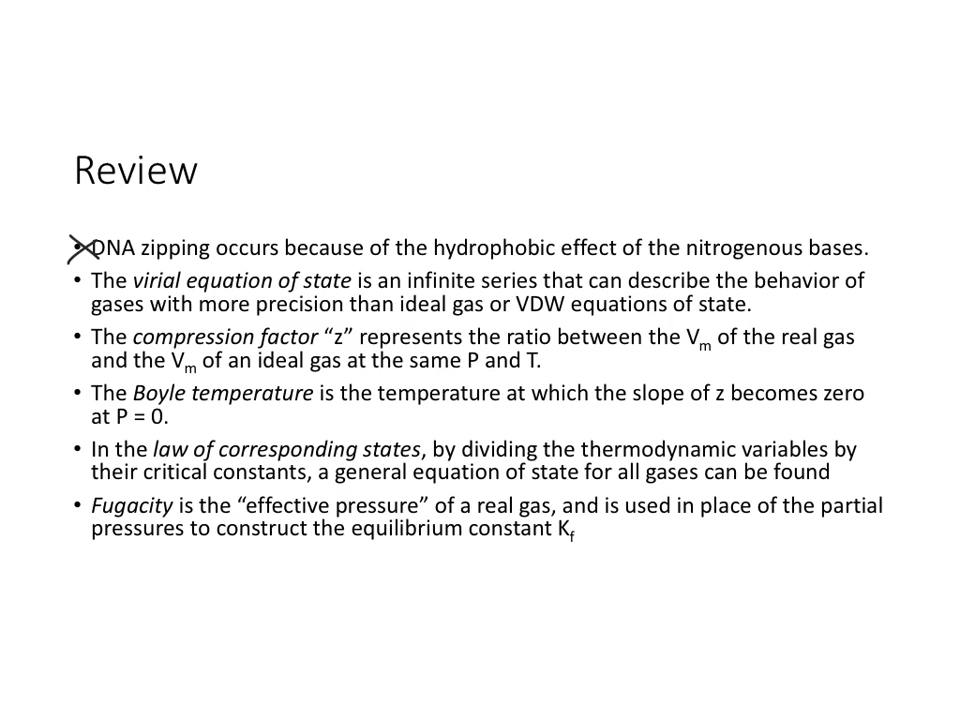 Review
• DNA zipping occurs because of the hydrophobic effect of the nitrogenous bases.
• The virial equation of state is an infinite series that can describe the behavior of
gases with more precision than ideal gas or VDW equations of state.
• The compression factor “z” represents the ratio between the Vm of the real gas
and the Vm of an ideal gas at the same P and T.
• The Boyle temperature is the temperature at which the slope of z becomes zero
at P = 0.
• In the law of corresponding states, by dividing the thermodynamic variables by
their critical constants, a general equation of state for all gases can be found
• Fugacity is the “effective pressure” of a real gas, and is used in place of the partial
pressures to construct the equilibrium constant Kf